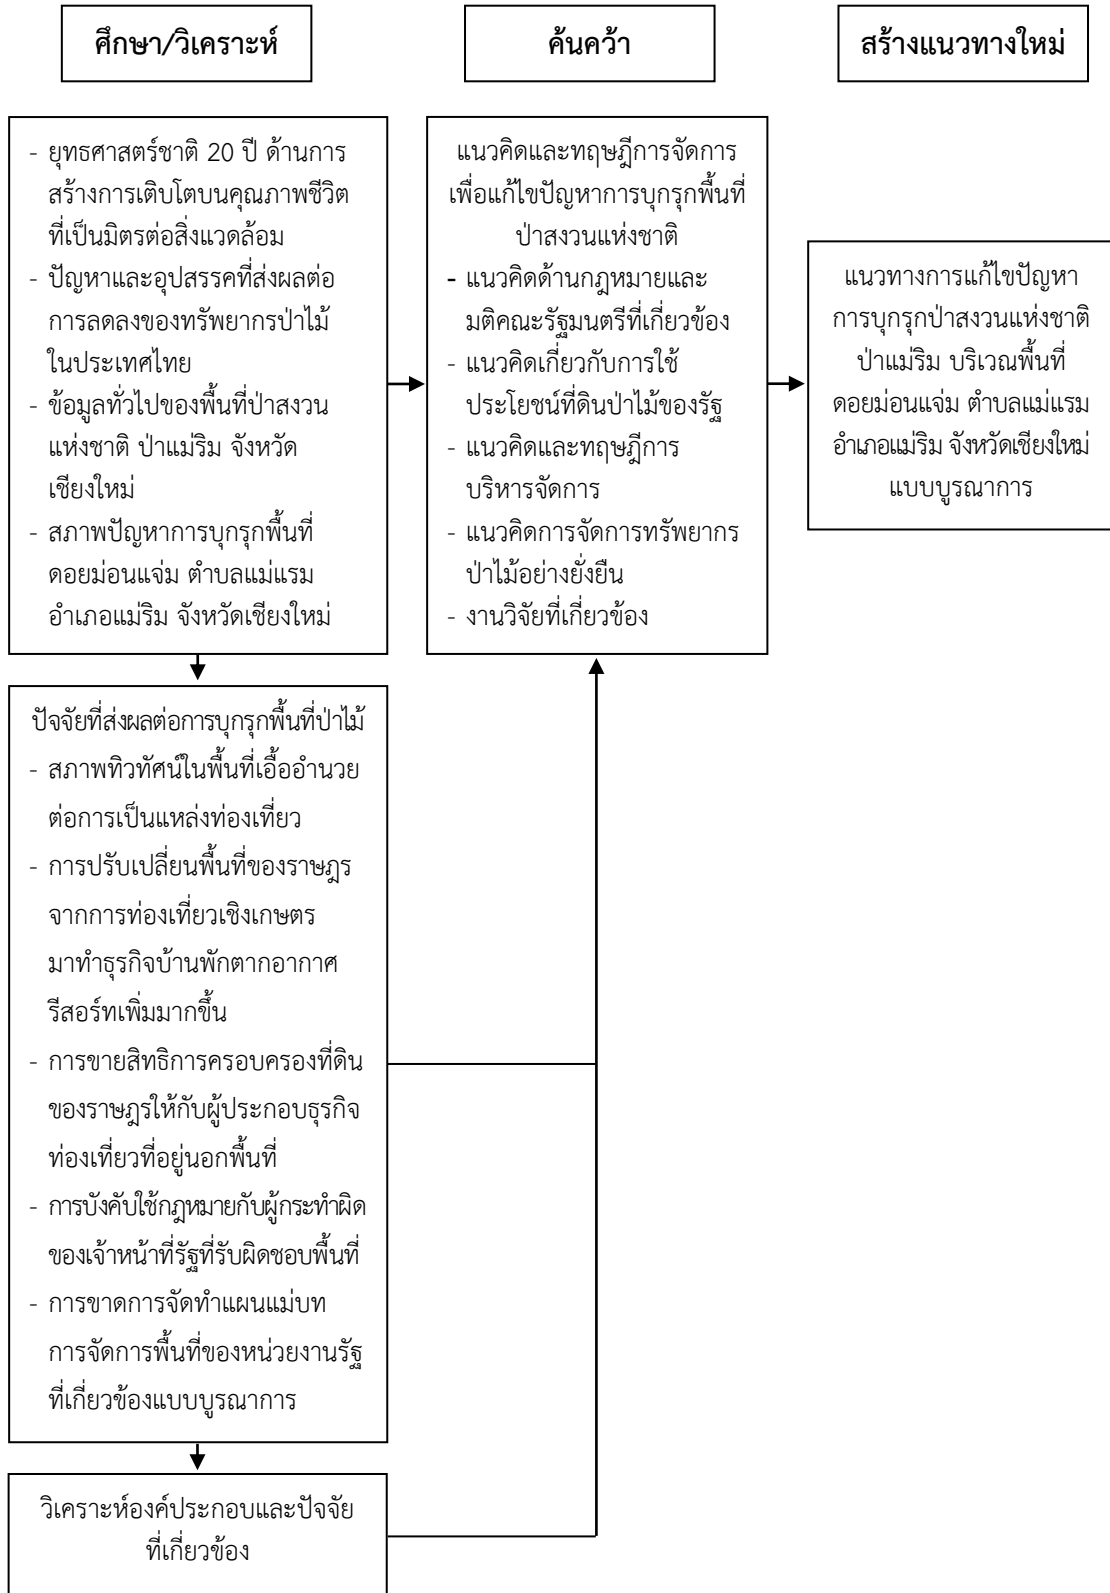 ศึกษา/วิเคราะห์
ค้นคว้า
สร้างแนวทางใหม่
- ยุทธศาสตร์ชาติ 20 ปี ด้านการ
สร้างการเติบโตบนคุณภาพชีวิต
ที่เป็นมิตรต่อสิ่งแวดล้อม
- ปัญหาและอุปสรรคที่ส่งผลต่อ
การลดลงของทรัพยากรป่าไม้
ในประเทศไทย
- ข้อมูลทั่วไปของพื้นที่ป่าสงวน
แห่งชาติ ป่าแม่ริม จังหวัด
เชียงใหม่
- สภาพปัญหาการบุกรุกพื้นที่
ดอยม่อนแจ่ม ตำบลแม่แรม
อำเภอแม่ริม จังหวัดเชียงใหม่
แนวคิดและทฤษฎีการจัดการ
เพื่อแก้ไขปัญหาการบุกรุกพื้นที่
ป่าสงวนแห่งชาติ
- แนวคิดด้านกฎหมายและ
มติคณะรัฐมนตรีที่เกี่ยวข้อง
- แนวคิดเกี่ยวกับการใช้
ประโยชน์ที่ดินป่าไม้ของรัฐ
- แนวคิดและทฤษฎีการ
บริหารจัดการ
- แนวคิดการจัดการทรัพยากร
ป่าไม้อย่างยั่งยืน
- งานวิจัยที่เกี่ยวข้อง
แนวทางการแก้ไขปัญหา
การบุกรุกป่าสงวนแห่งชาติ
ป่าแม่ริม บริเวณพื้นที่
ดอยม่อนแจ่ม ตำบลแม่แรม
อำเภอแม่ริม จังหวัดเชียงใหม่
แบบบูรณาการ
ปัจจัยที่ส่งผลต่อการบุกรุกพื้นที่ป่าไม้
- สภาพทิวทัศน์ในพื้นที่เอื้ออำนวย
ต่อการเป็นแหล่งท่องเที่ยว
- การปรับเปลี่ยนพื้นที่ของราษฎร
จากการท่องเที่ยวเชิงเกษตร
มาทำธุรกิจบ้านพักตากอากาศ
รีสอร์ทเพิ่มมากขึ้น
- การขายสิทธิการครอบครองที่ดิน
ของราษฎรให้กับผู้ประกอบธุรกิจ
ท่องเที่ยวที่อยู่นอกพื้นที่
- การบังคับใช้กฎหมายกับผู้กระทำผิด
ของเจ้าหน้าที่รัฐที่รับผิดชอบพื้นที่
- การขาดการจัดทำแผนแม่บท
การจัดการพื้นที่ของหน่วยงานรัฐ
ที่เกี่ยวข้องแบบบูรณาการ
วิเคราะห์องค์ประกอบและปัจจัย
ที่เกี่ยวข้อง